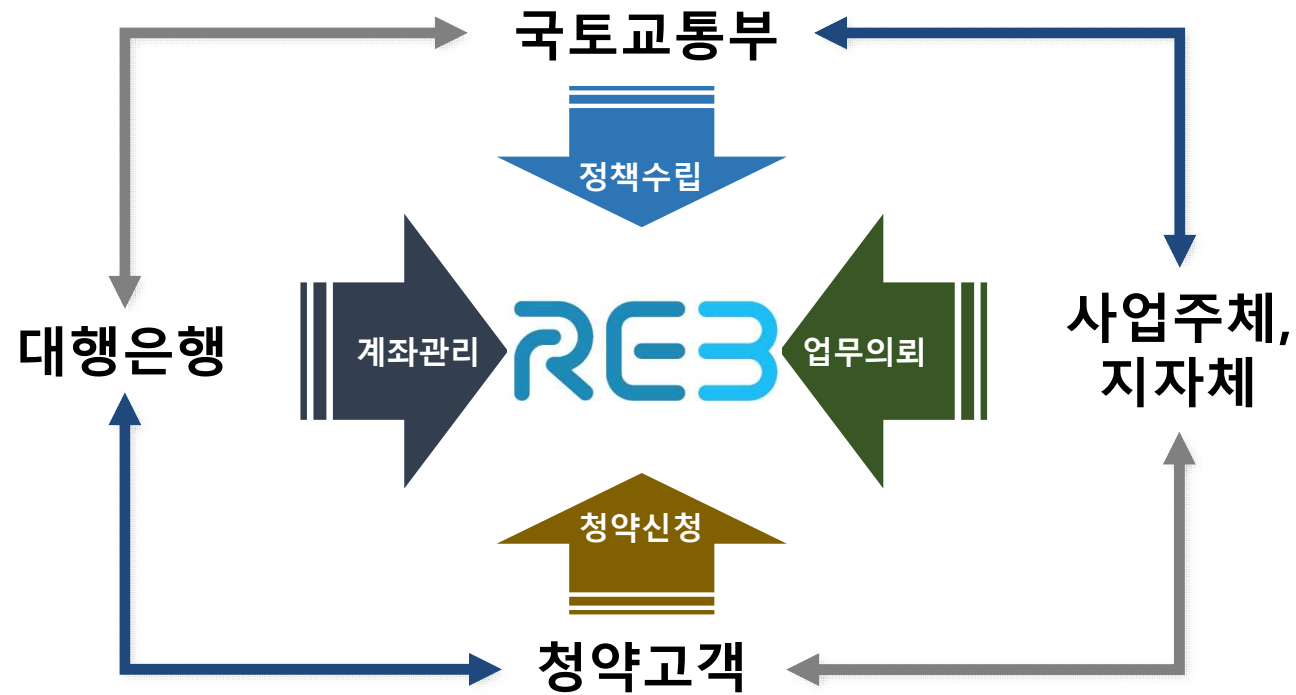 국토교통부
정책수립
대행은행
계좌관리
REB
업무의뢰
사업주체,
지자체
청약신청
청약고객